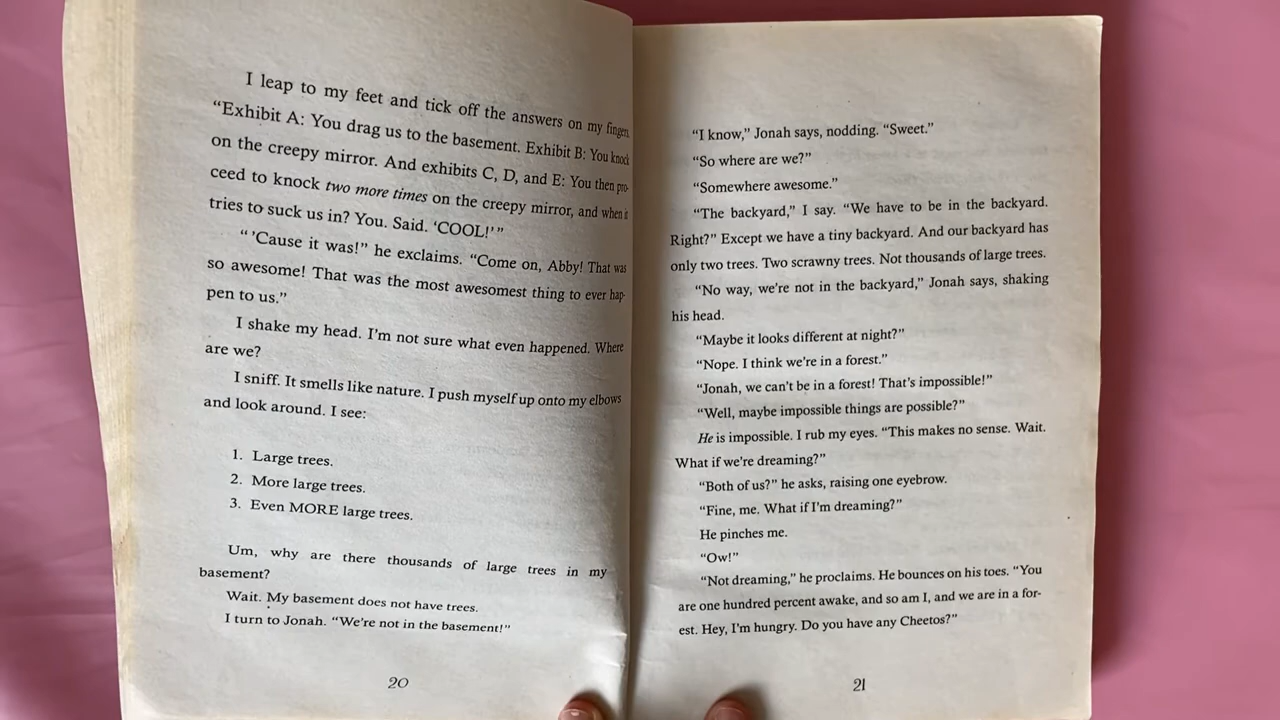 I leap to my feet and tick off the answers on my fingers.
“Exhibit A: You drag us to the basement. Exhibit B: You knock
on the creepy mirror. And exhibits C, D, and E: You then pro-
ceed to knock two more times on the creepy mirror, and when it
tries to suck us in? You. Said. ‘COOL!’”
“’Cause it was!” he exclaims. “Come on, Abby! That was
so awesome! That was the most awesomest thing to ever hap-
pen to us.”
I shake my head. I’m not sure what even happened. Where
are we?
I sniff. It smells like nature. I push myself up onto my elbows
and look around. I see:
1. Large trees.
2. More large trees.
3. Even MORE large trees.
Um, why are there thousands of large trees in my
basement?
Wait. My basement does not have trees.
I turn to Jonah. “We’re not in the basement!”
20
“I know,” Jonah says, nodding. “Sweet.”
“So where are we?”
“Somewhere awesome.”
“The backyard,” I say. “We have to be in the backyard.
Right?” Except we have a tiny backyard. And our backyard has
only two trees. Two scrawny trees. Not thousands of large trees.
“No way, we’re not in the backyard,” Jonah says, shaking
his head.
“Maybe it looks different at night?”
“Nope. I think we’re in a forest.”
“Jonah, we can’t be in a forest! That’s impossible!”
“Well, maybe impossible things are possible?”
He is impossible. I rub my eyes. “This makes no sense. Wait.
What if we’re dreaming?”
“Both of us?” he asks, raising one eyebrow.
“Fine, me. What if I’m dreaming?”
He pinches me.
“Ow!”
“Not dreaming,” he proclaims. He bounces on his toes. “You
are one hundred percent awake, and so am I, and we are in a for-
est. Hey, I’m hungry. Do you have any Cheetos?”
21